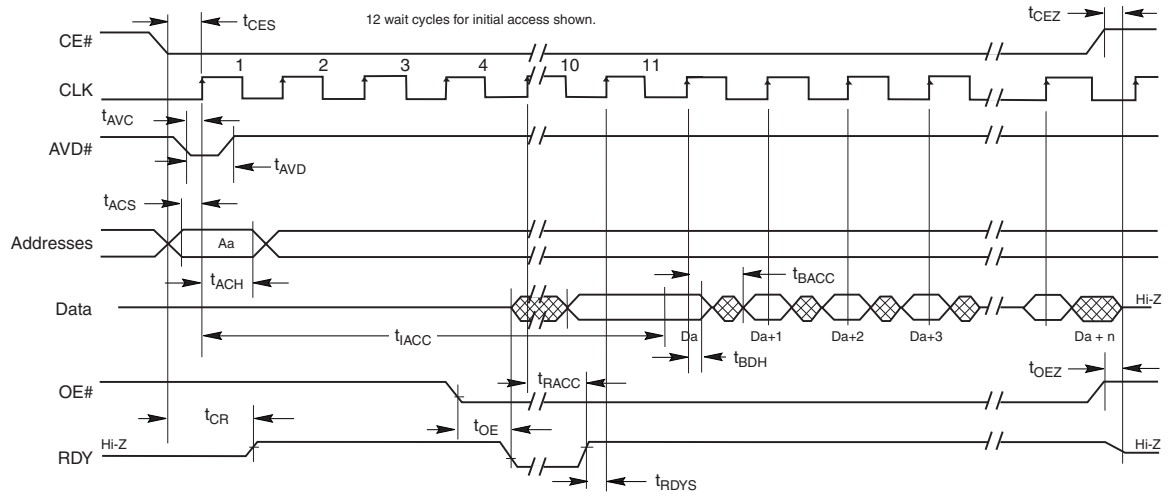 12 wait cycles for initial access shown.
tCES
tCEZ
CE#
1 2 3 4 10 11
CLK
tAVC
AVD#
tAVD
tACS
Addresses
Aa
tACH
tBACC
Data
Hi-Z
tIACC
Da Da+1 Da+2 Da+3 Da + n
tBDH
OE#
tRACC
tOEZ
tCR
tOE
RDY
Hi-Z
Hi-Z
tRDYS